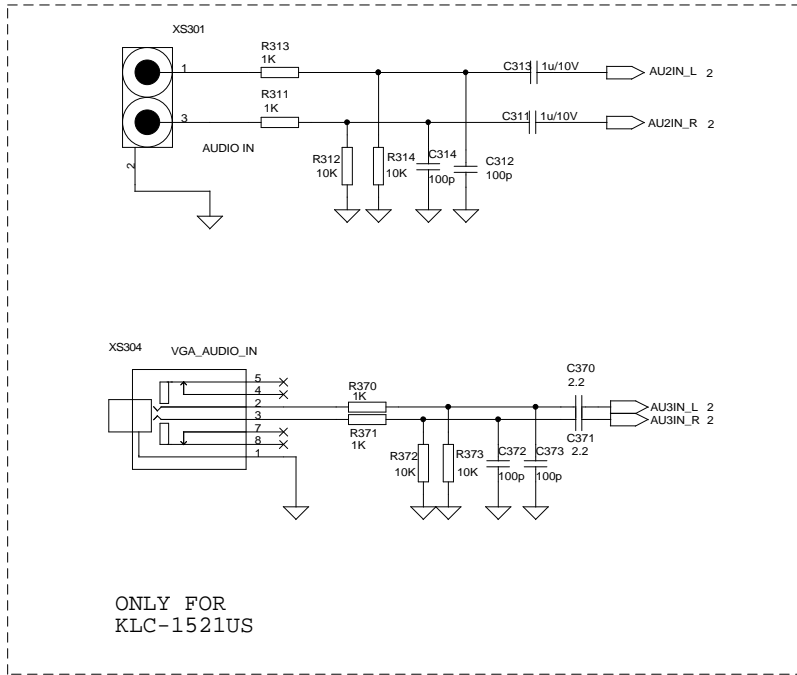 XS301
R313
1K
1
C313
1u/10V
AU2IN_L 2
R311
1K
3
C311
1u/10V
AU2IN_R 2
AUDIO IN
2
R312
10K
R314
10K
C314
100p
C312
100p
XS304
VGA_AUDIO_IN
5
4
2
3
7
8
1
R370
1K
R371
1K
C370
2.2
AU3IN_L 2
AU3IN_R 2
C371
2.2
R372
10K
R373
10K
C372
100p
C373
100p
ONLY FOR
KLC-1521US